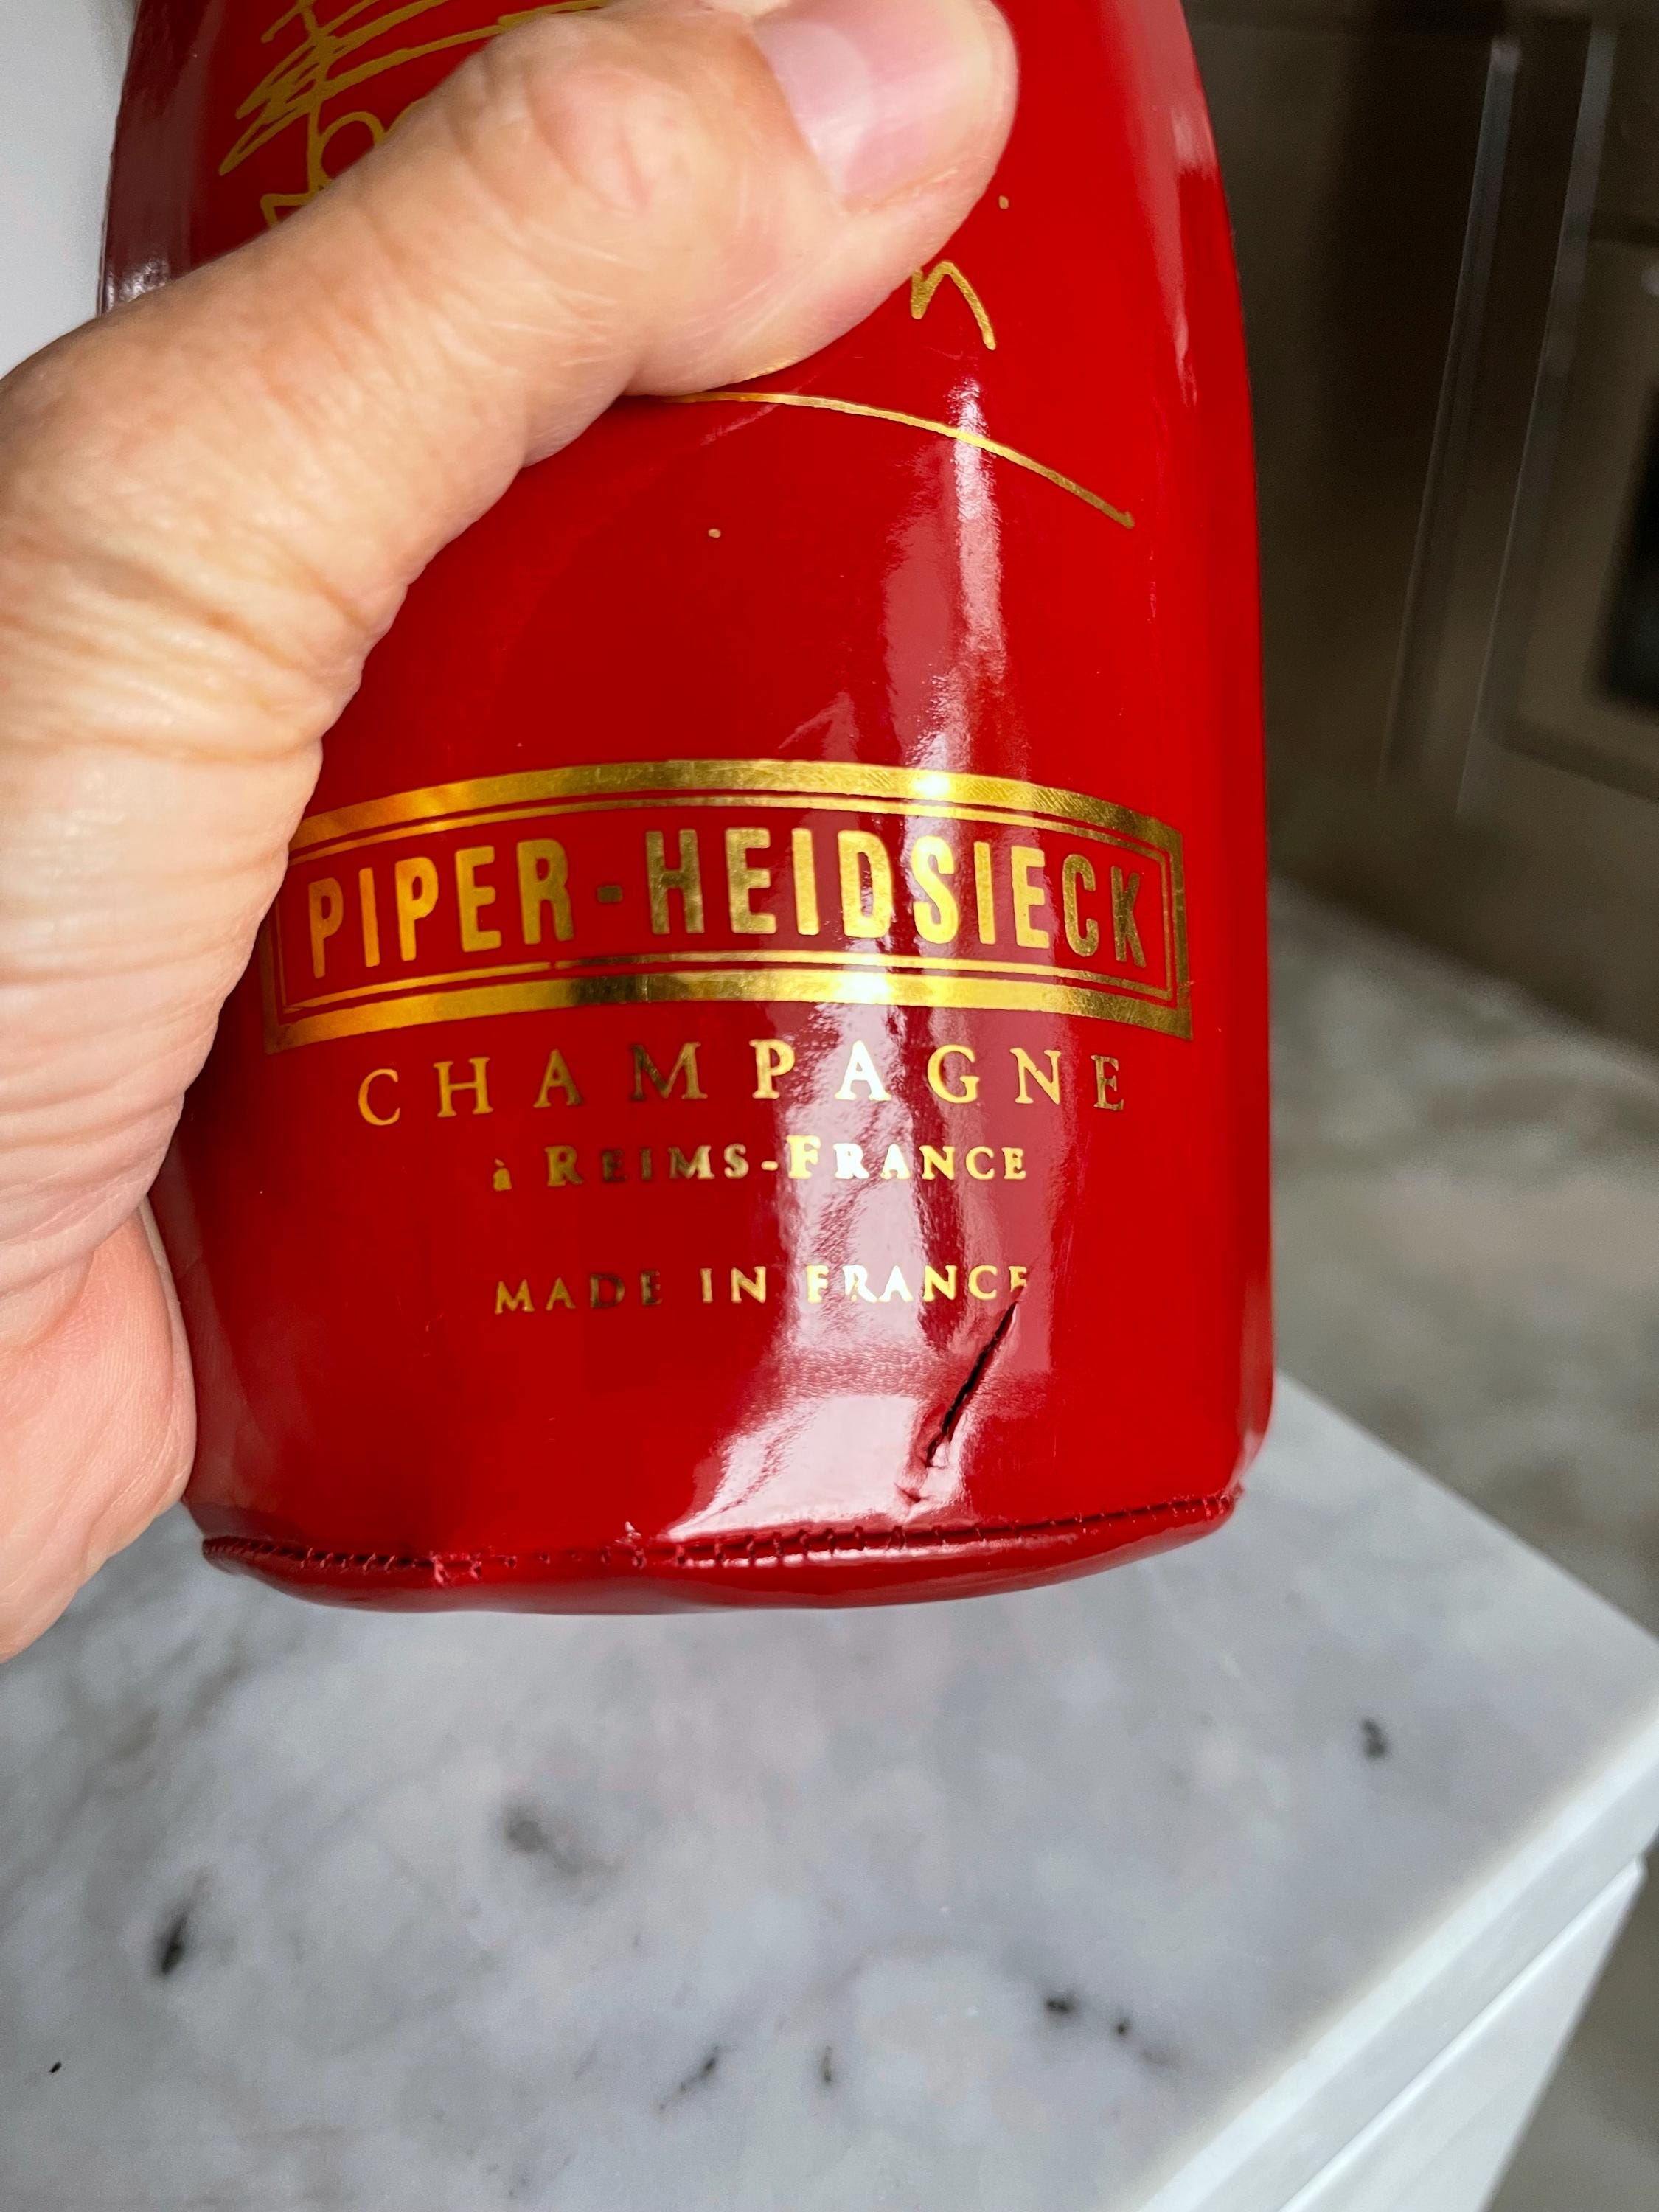 PIPER-HEIDSIECK
CHAMPAGNE
à REIMS-FRANCE
MADE IN FRANCE